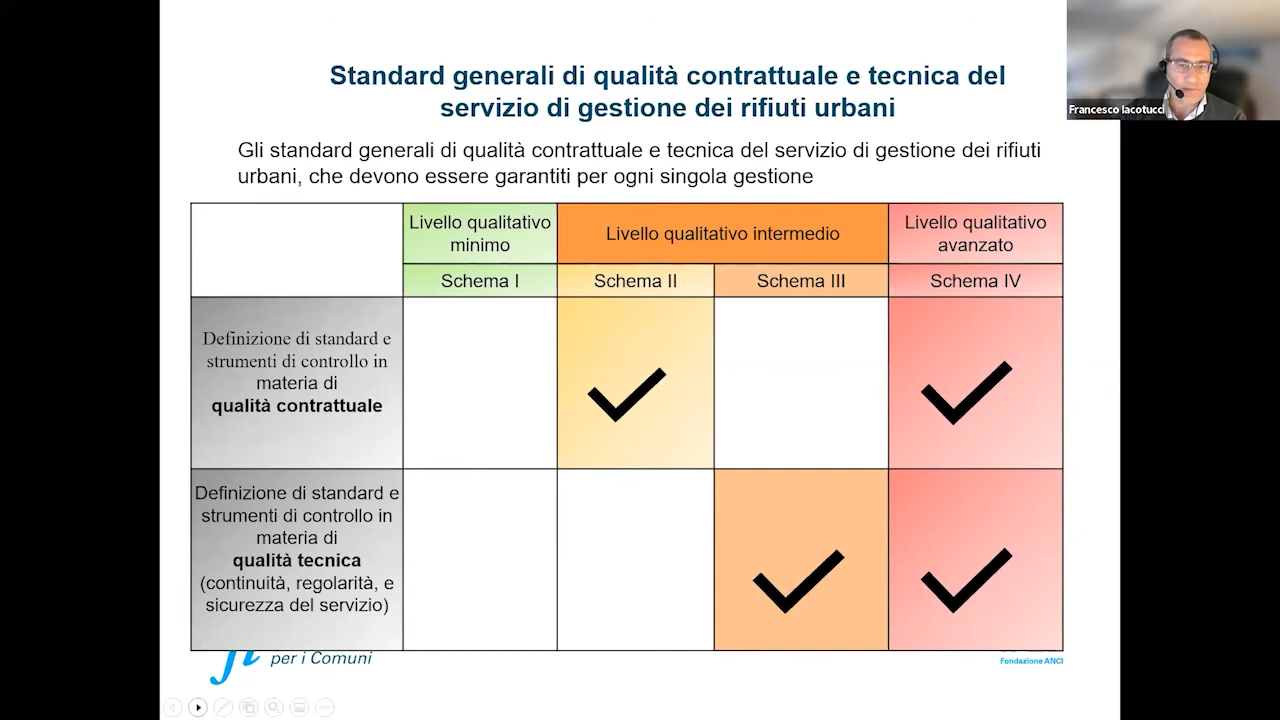 Standard generali di qualità contrattuale e tecnica del
servizio di gestione dei rifiuti urbani
Francesco Iacotucci
Gli standard generali di qualità contrattuale e tecnica del servizio di gestione dei rifiuti
urbani, che devono essere garantiti per ogni singola gestione
Livello qualitativo
minimo
Livello qualitativo intermedio
Livello qualitativo
avanzato
Schema I
Schema II
Schema III
Schema IV
Definizione di standard e
strumenti di controllo in
materia di
qualità contrattuale
Definizione di standard e
strumenti di controllo in
materia di
qualità tecnica
(continuità, regolarità, e
sicurezza del servizio)
per i Comuni
Fondazione ANCI